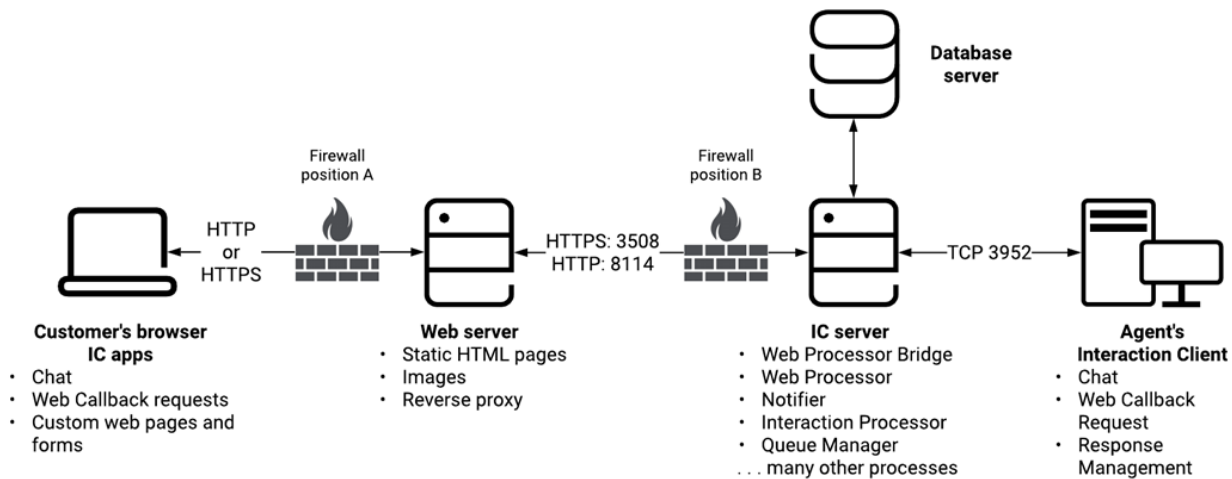 Database
server
Firewall
position A
Firewall
position B
HTTP
or
HTTPS
HTTPS: 3508
HTTP: 8114
TCP 3952
Customer's browser
IC apps
• Chat
• Web Callback requests
• Custom web pages and
forms
Web server
• Static HTML pages
• Images
• Reverse proxy
IC server
• Web Processor Bridge
• Web Processor
• Notifier
• Interaction Processor
• Queue Manager
. . . many other processes
Agent's
Interaction Client
• Chat
• Web Callback
Request
• Response
Management